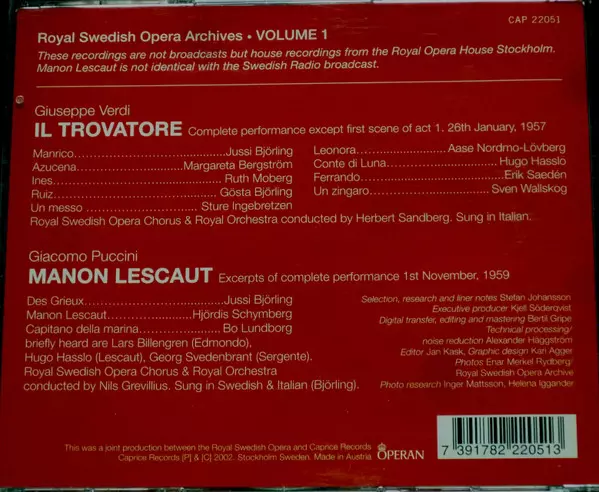 CAP 22051
Royal Swedish Opera Archives • VOLUME 1
These recordings are not broadcasts but house recordings from the Royal Opera House Stockholm.
Manon Lescaut is not identical with the Swedish Radio broadcast.
Giuseppe Verdi
IL TROVATORE Complete performance except first scene of act 1. 26th January, 1957
Manrico........................................Jussi Björling
Azucena..........................Margareta Bergström
Ines......................................Ruth Moberg
Ruiz.....................................Gösta Björling
Un messo ..................... Sture Ingebretzen
Leonora........................Aase Nordmo-Lövberg
Conte di Luna.............................Hugo Hasslo
Ferrando......................................Erik Saedén
Un zingaro...............................Sven Wallskog
Royal Swedish Opera Chorus & Royal Orchestra conducted by Herbert Sandberg. Sung in Italian.
Giacomo Puccini
MANON LESCAUT Excerpts of complete performance 1st November, 1959
Des Grieux.....................................Jussi Björling
Manon Lescaut.......................Hjördis Schymberg
Capitano della marina......................Bo Lundborg
briefly heard are Lars Billengren (Edmondo),
Hugo Hasslo (Lescaut), Georg Svedenbrant (Sergente).
Royal Swedish Opera Chorus & Royal Orchestra
conducted by Nils Grevillius. Sung in Swedish & Italian (Björling).
Selection, research and liner notes Stefan Johansson
Executive producer Kjell Söderqvist
Digital transfer, editing and mastering Bertil Gripe
Technical processing/
noise reduction Alexander Häggström
Editor Jan Kask, Graphic design Kari Agger
Photos Enar Merkel Rydberg/
Royal Swedish Opera Archive
Photo research Inger Mattsson, Helena Iggander
This was a joint production between the Royal Swedish Opera and Caprice Records
Caprice Records [P] & [C] 2002. Stockholm Sweden. Made in Austria
OPERAN
7 391782 220513